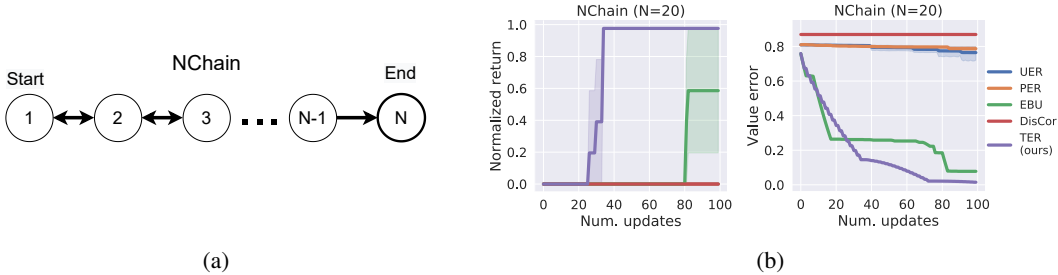 NChain
Start
End
1
2
3
N-1
N
(a)
NChain (N=20)
Normalized return
1.0
0.8
0.6
0.4
0.2
0.0
0 20 40 60 80 100
Num. updates
NChain (N=20)
Value error
0.8
0.6
0.4
0.2
0.0
0 20 40 60 80 100
Num. updates
UER
PER
EBU
DisCor
TER
(ours)
(b)